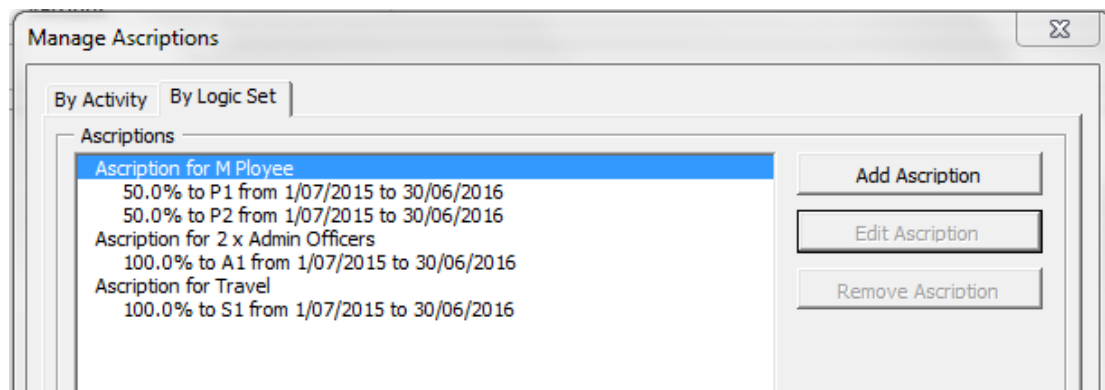 Manage Ascriptions
By Activity By Logic Set
Ascriptions
Ascription for M Ployee
50.0% to P1 from 1/07/2015 to 30/06/2016
50.0% to P2 from 1/07/2015 to 30/06/2016
Ascription for 2 x Admin Officers
100.0% to A1 from 1/07/2015 to 30/06/2016
Ascription for Travel
100.0% to S1 from 1/07/2015 to 30/06/2016
Add Ascription
Edit Ascription
Remove Ascription